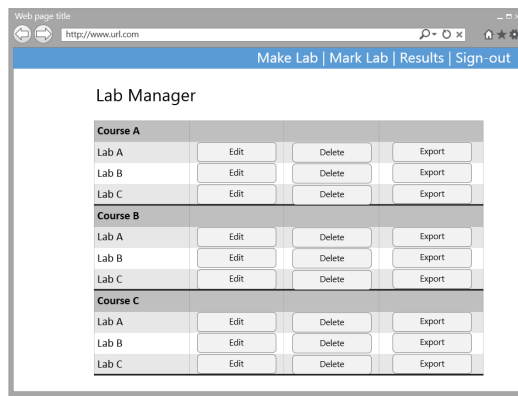 Web page title
http://www.url.com
Make Lab | Mark Lab | Results | Sign-out
Lab Manager
Course A
Lab A Edit Delete Export
Lab B Edit Delete Export
Lab C Edit Delete Export
Course B
Lab A Edit Delete Export
Lab B Edit Delete Export
Lab C Edit Delete Export
Course C
Lab A Edit Delete Export
Lab B Edit Delete Export
Lab C Edit Delete Export